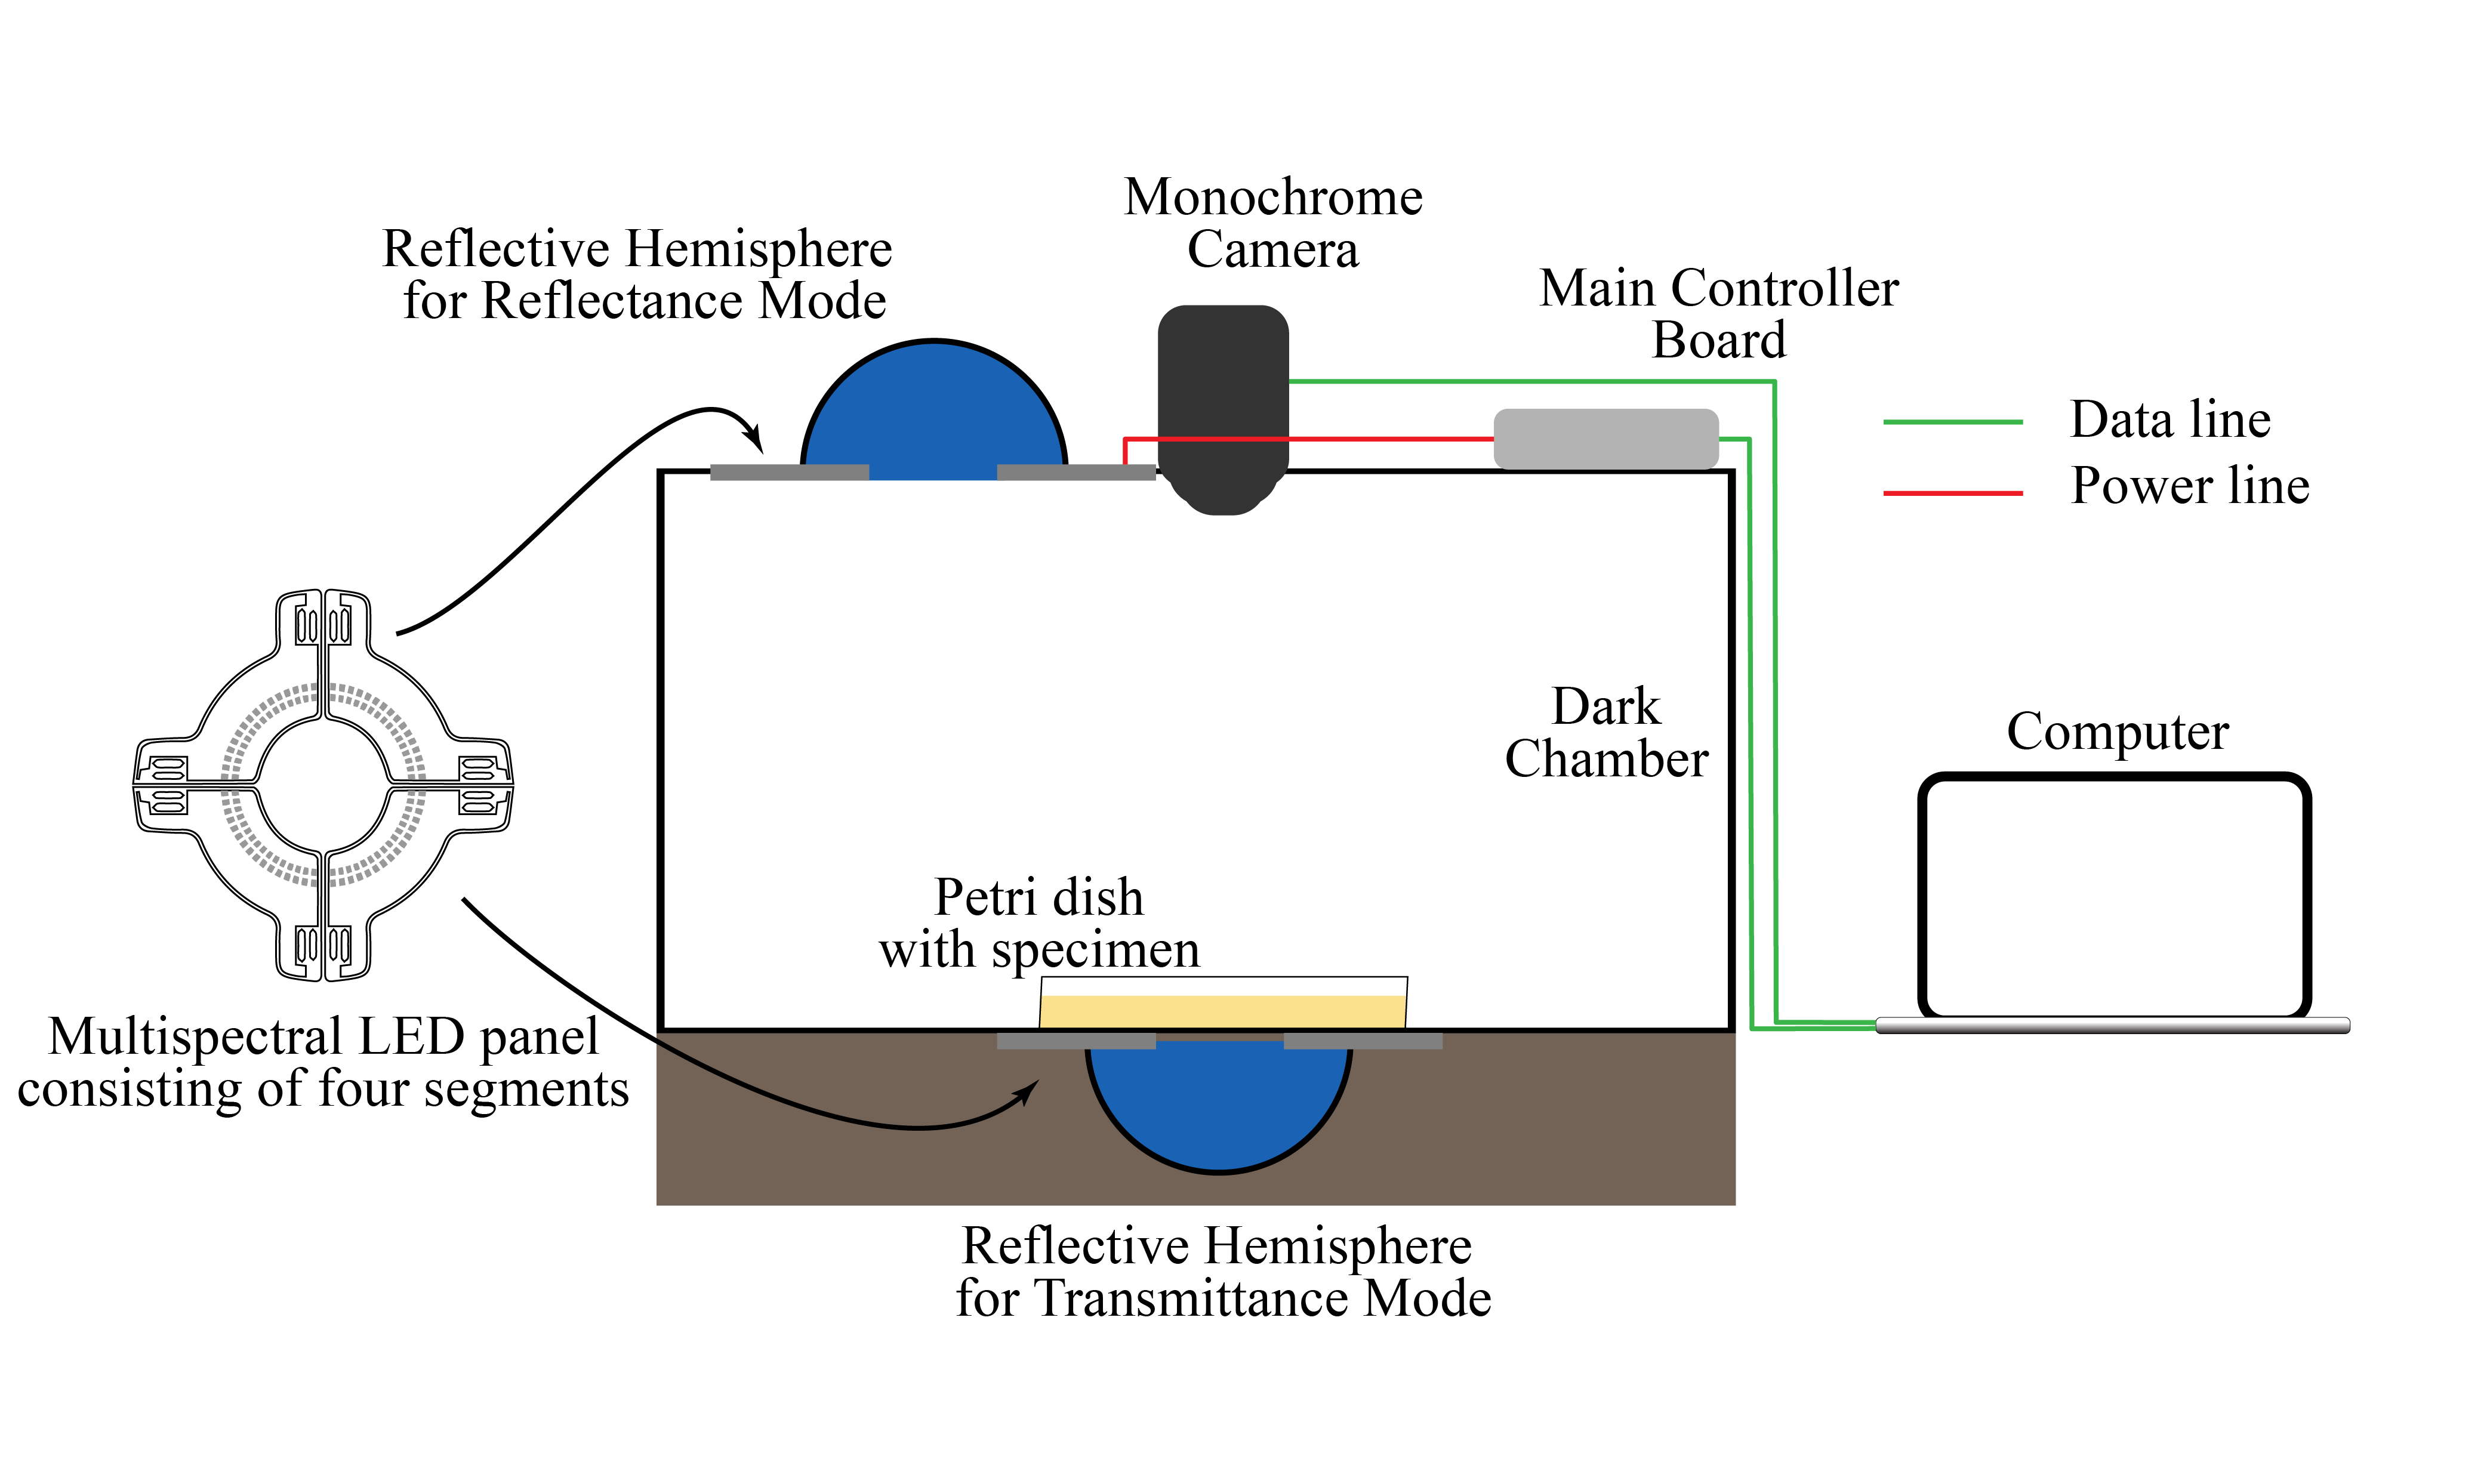 Monochrome
Camera
Reflective Hemisphere
for Reflectance Mode
Main Controller
Board
Data line
Power line
Dark
Chamber
Computer
Petri dish
with specimen
Multispectral LED panel
consisting of four segments
Reflective Hemisphere
for Transmittance Mode